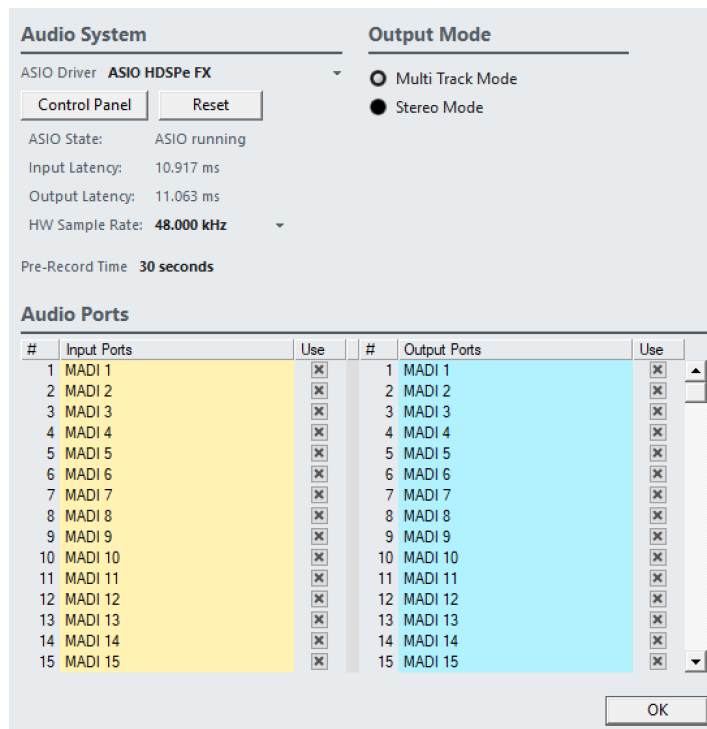 Audio System
Output Mode
ASIO Driver ASIO HDSPe FX
Multi Track Mode
Control Panel Reset
Stereo Mode
ASIO State: ASIO running
Input Latency: 10.917 ms
Output Latency: 11.063 ms
HW Sample Rate: 48.000 kHz
Pre-Record Time 30 seconds
Audio Ports
# Input Ports Use # Output Ports Use
1 MADI 1 1 MADI 1
2 MADI 2 2 MADI 2
3 MADI 3 3 MADI 3
4 MADI 4 4 MADI 4
5 MADI 5 5 MADI 5
6 MADI 6 6 MADI 6
7 MADI 7 7 MADI 7
8 MADI 8 8 MADI 8
9 MADI 9 9 MADI 9
10 MADI 10 10 MADI 10
11 MADI 11 11 MADI 11
12 MADI 12 12 MADI 12
13 MADI 13 13 MADI 13
14 MADI 14 14 MADI 14
15 MADI 15 15 MADI 15
OK